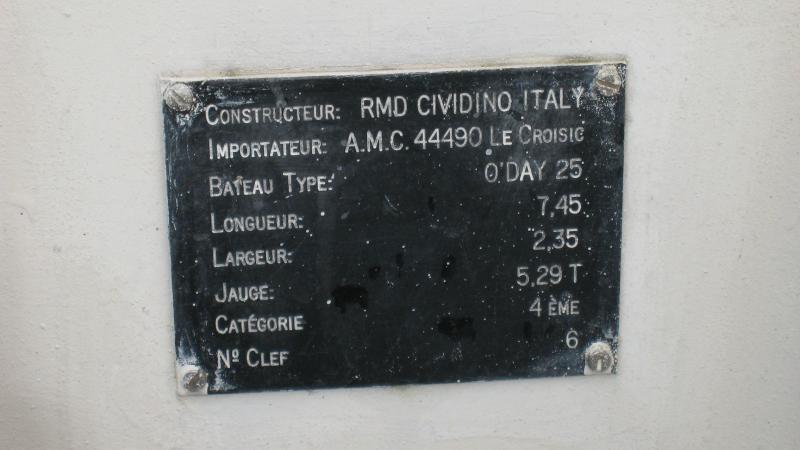 CONSTRUCTEUR: RMD CIVIDINO ITALY
IMPORTATEUR: A.M.C. 44490 LE CROISIC
BATEAU TYPE: O'DAY 25
LONGUEUR: 7,45
LARGEUR: 2,35
JAUGE: 5,29 T
CATÉGORIE 4 ÈME
Nº CLEF 6